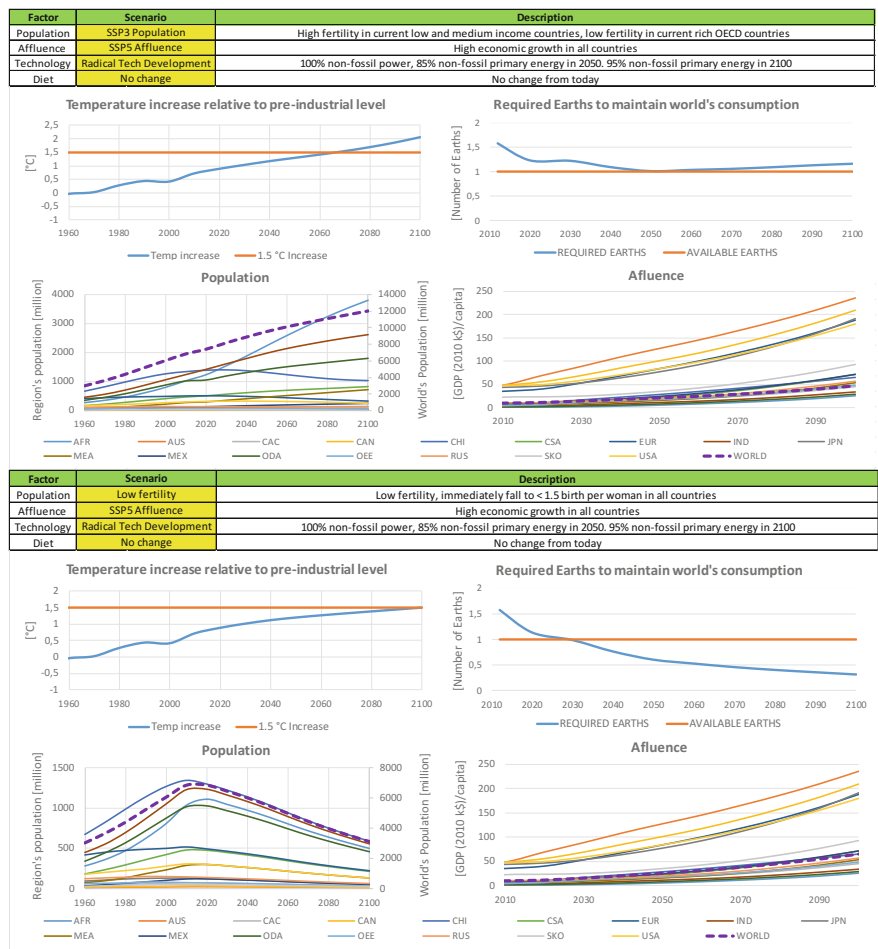 Factor Scenario Description
Population SSP3 Population High fertility in current low and medium income countries, low fertility in current rich OECD countries
Affluence SSP5 Affluence High economic growth in all countries
Technology Radical Tech Development 100% non-fossil power, 85% non-fossil primary energy in 2050. 95% non-fossil primary energy in 2100
Diet No change No change from today
Temperature increase relative to pre-industrial level
[°C]
2,5
2
1,5
1
0,5
0
-0,5
-1
1960 1980 2000 2020 2040 2060 2080 2100
Temp increase 1.5 °C Increase
Required Earths to maintain world's consumption
[Number of Earths]
2
1,5
1
0,5
0
2010 2020 2030 2040 2050 2060 2070 2080 2090 2100
REQUIRED EARTHS AVAILABLE EARTHS
Population
Region's population [million]
4000
3000
2000
1000
0
World's Population [million]
14000
12000
10000
8000
6000
4000
2000
0
1960 1980 2000 2020 2040 2060 2080 2100
Afluence
[GDP (2010 k$)/capita]
250
200
150
100
50
0
2010 2030 2050 2070 2090
AFR AUS CAC CAN CHI CSA EUR IND JPN
MEA MEX ODA OEE RUS SKO USA WORLD
Factor Scenario Description
Population Low fertility Low fertility, immediately fall to < 1.5 birth per woman in all countries
Affluence SSP5 Affluence High economic growth in all countries
Technology Radical Tech Development 100% non-fossil power, 85% non-fossil primary energy in 2050. 95% non-fossil primary energy in 2100
Diet No change No change from today
Temperature increase relative to pre-industrial level
[°C]
2
1,5
1
0,5
0
-0,5
-1
1960 1980 2000 2020 2040 2060 2080 2100
Temp increase 1.5 °C Increase
Required Earths to maintain world's consumption
[Number of Earths]
2
1,5
1
0,5
0
2010 2020 2030 2040 2050 2060 2070 2080 2090 2100
REQUIRED EARTHS AVAILABLE EARTHS
Population
Region's population [million]
1500
1000
500
0
World's Population [million]
8000
6000
4000
2000
0
1960 1980 2000 2020 2040 2060 2080 2100
Afluence
[GDP (2010 k$)/capita]
250
200
150
100
50
0
2010 2030 2050 2070 2090
AFR AUS CAC CAN CHI CSA EUR IND JPN
MEA MEX ODA OEE RUS SKO USA WORLD